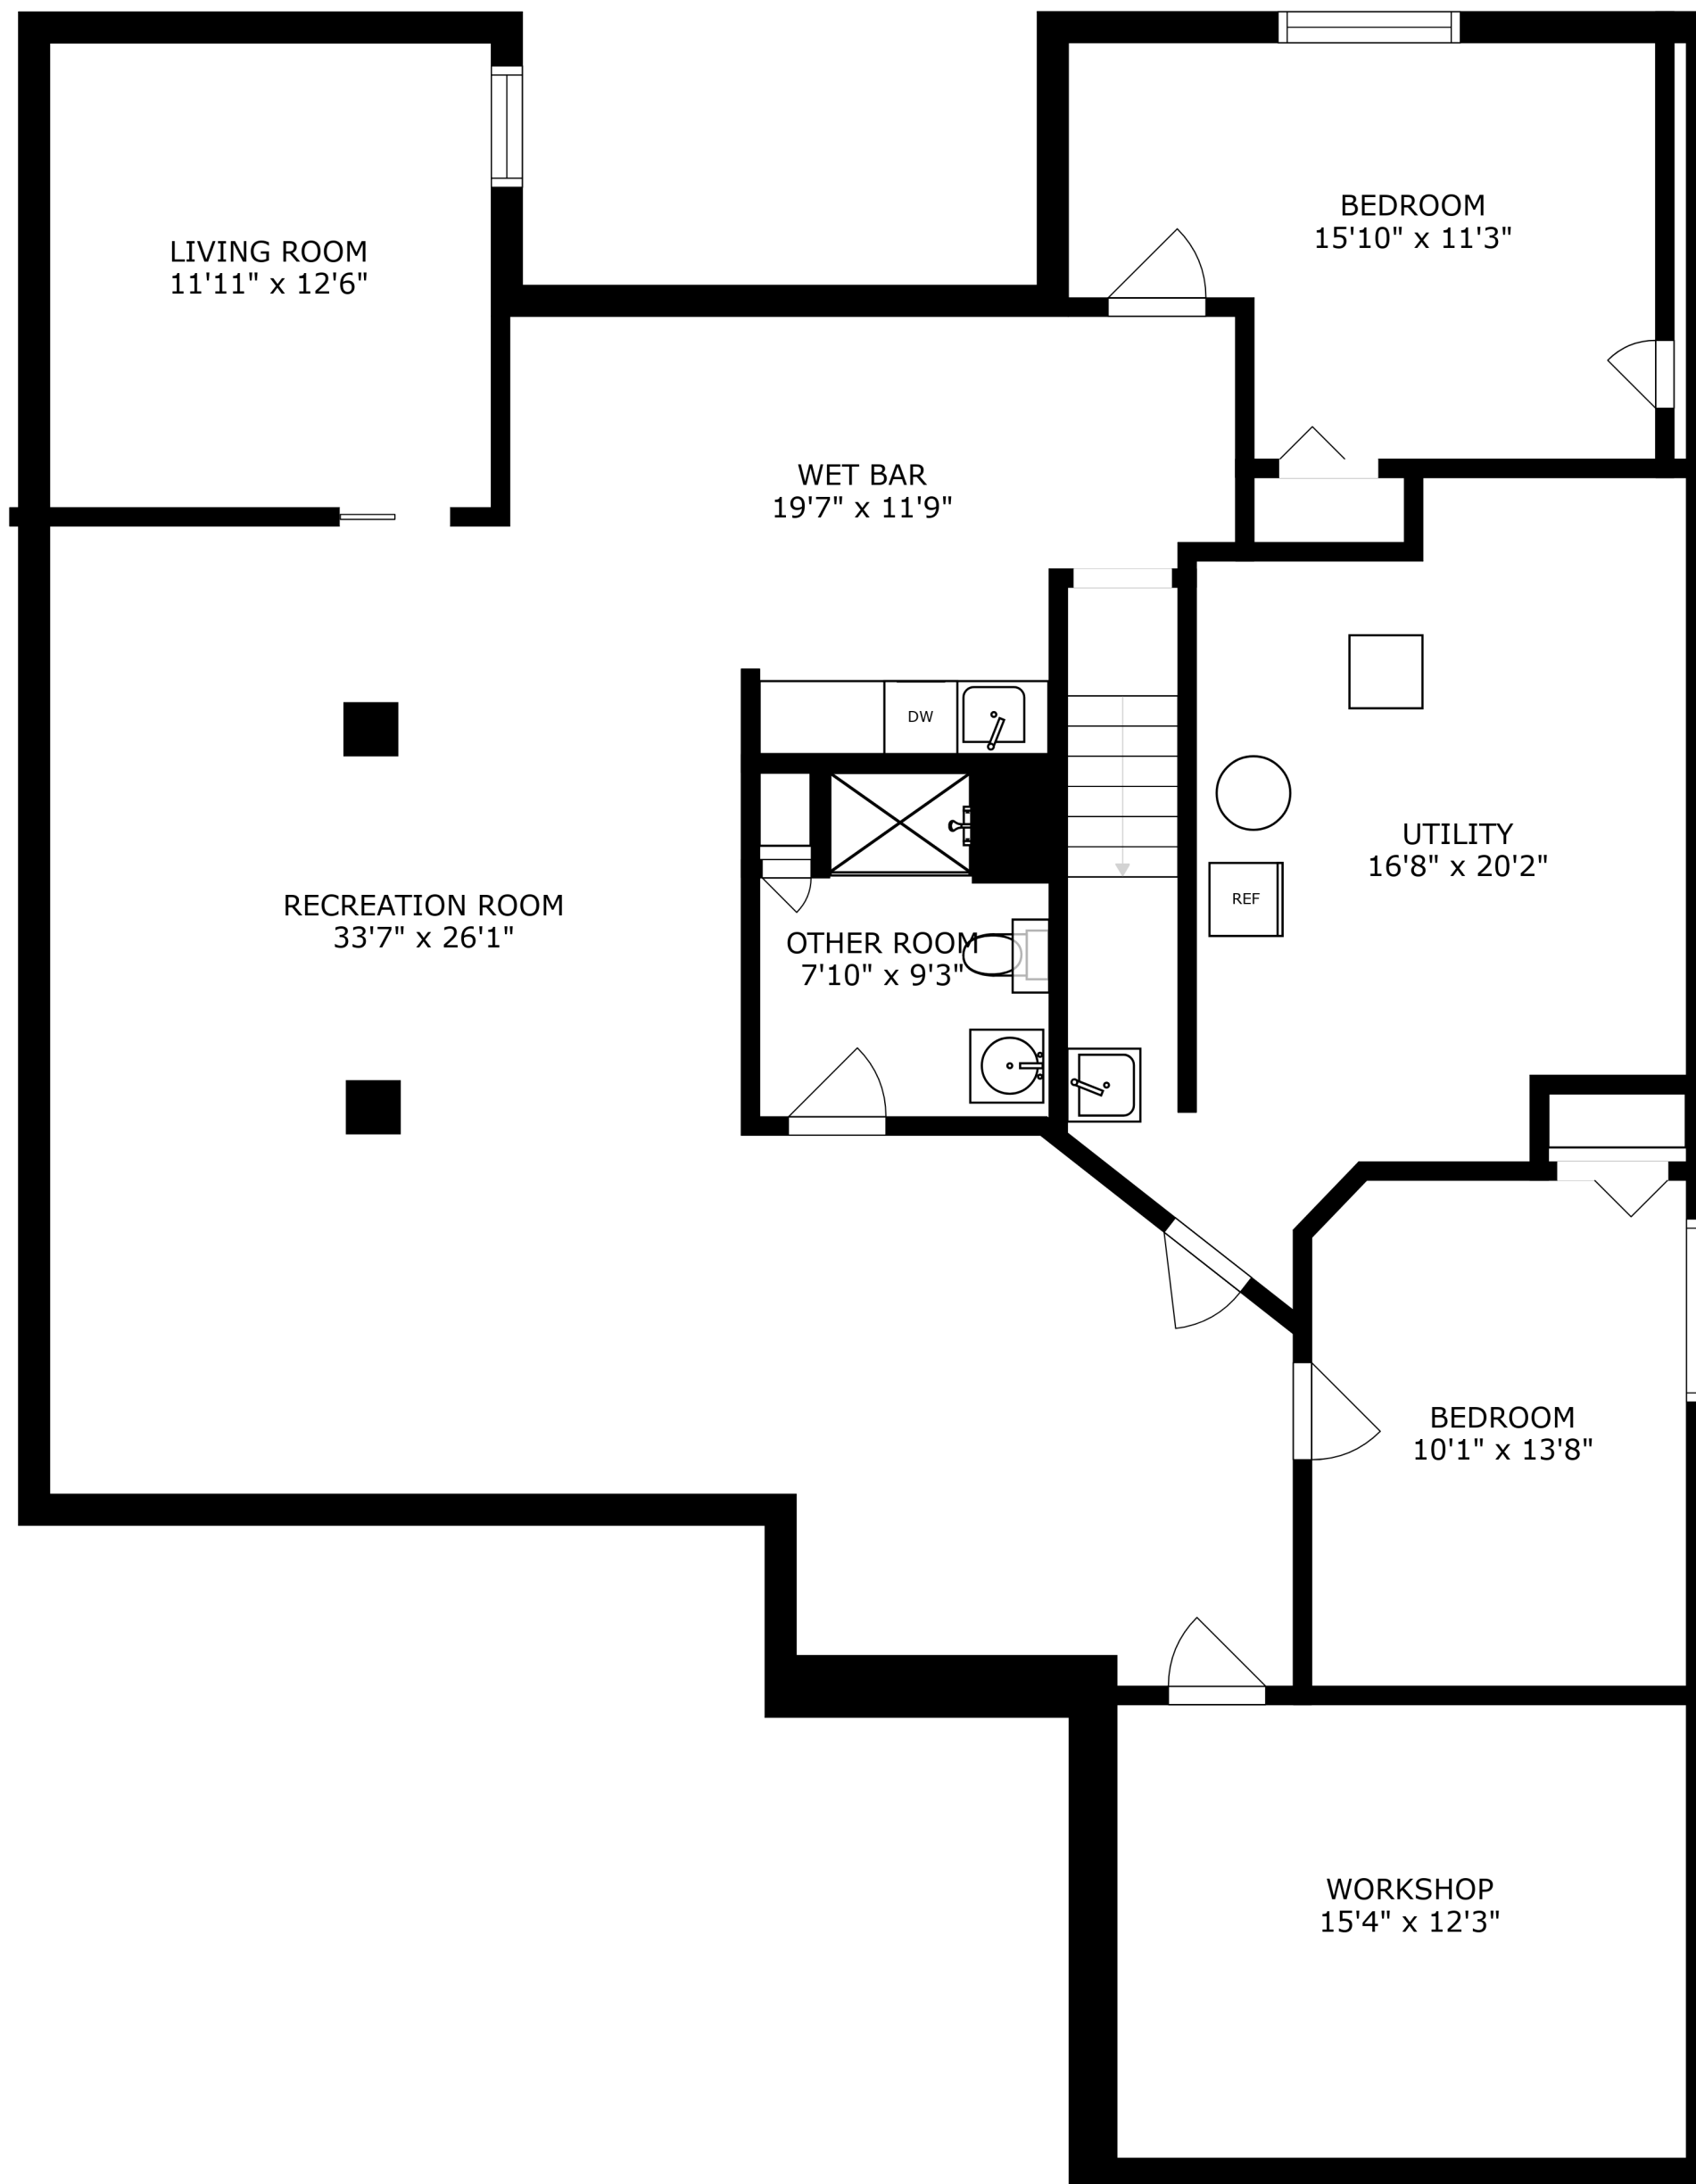 BEDROOM
15'10" x 11'3"
LIVING ROOM
11'11" x 12'6"
WET BAR
19'7" x 11'9"
DW
UTILITY
16'8" x 20'2"
REF
RECREATION ROOM
33'7" x 26'1"
OTHER ROOM
7'10" x 9'3"
BEDROOM
10'1" x 13'8"
WORKSHOP
15'4" x 12'3"